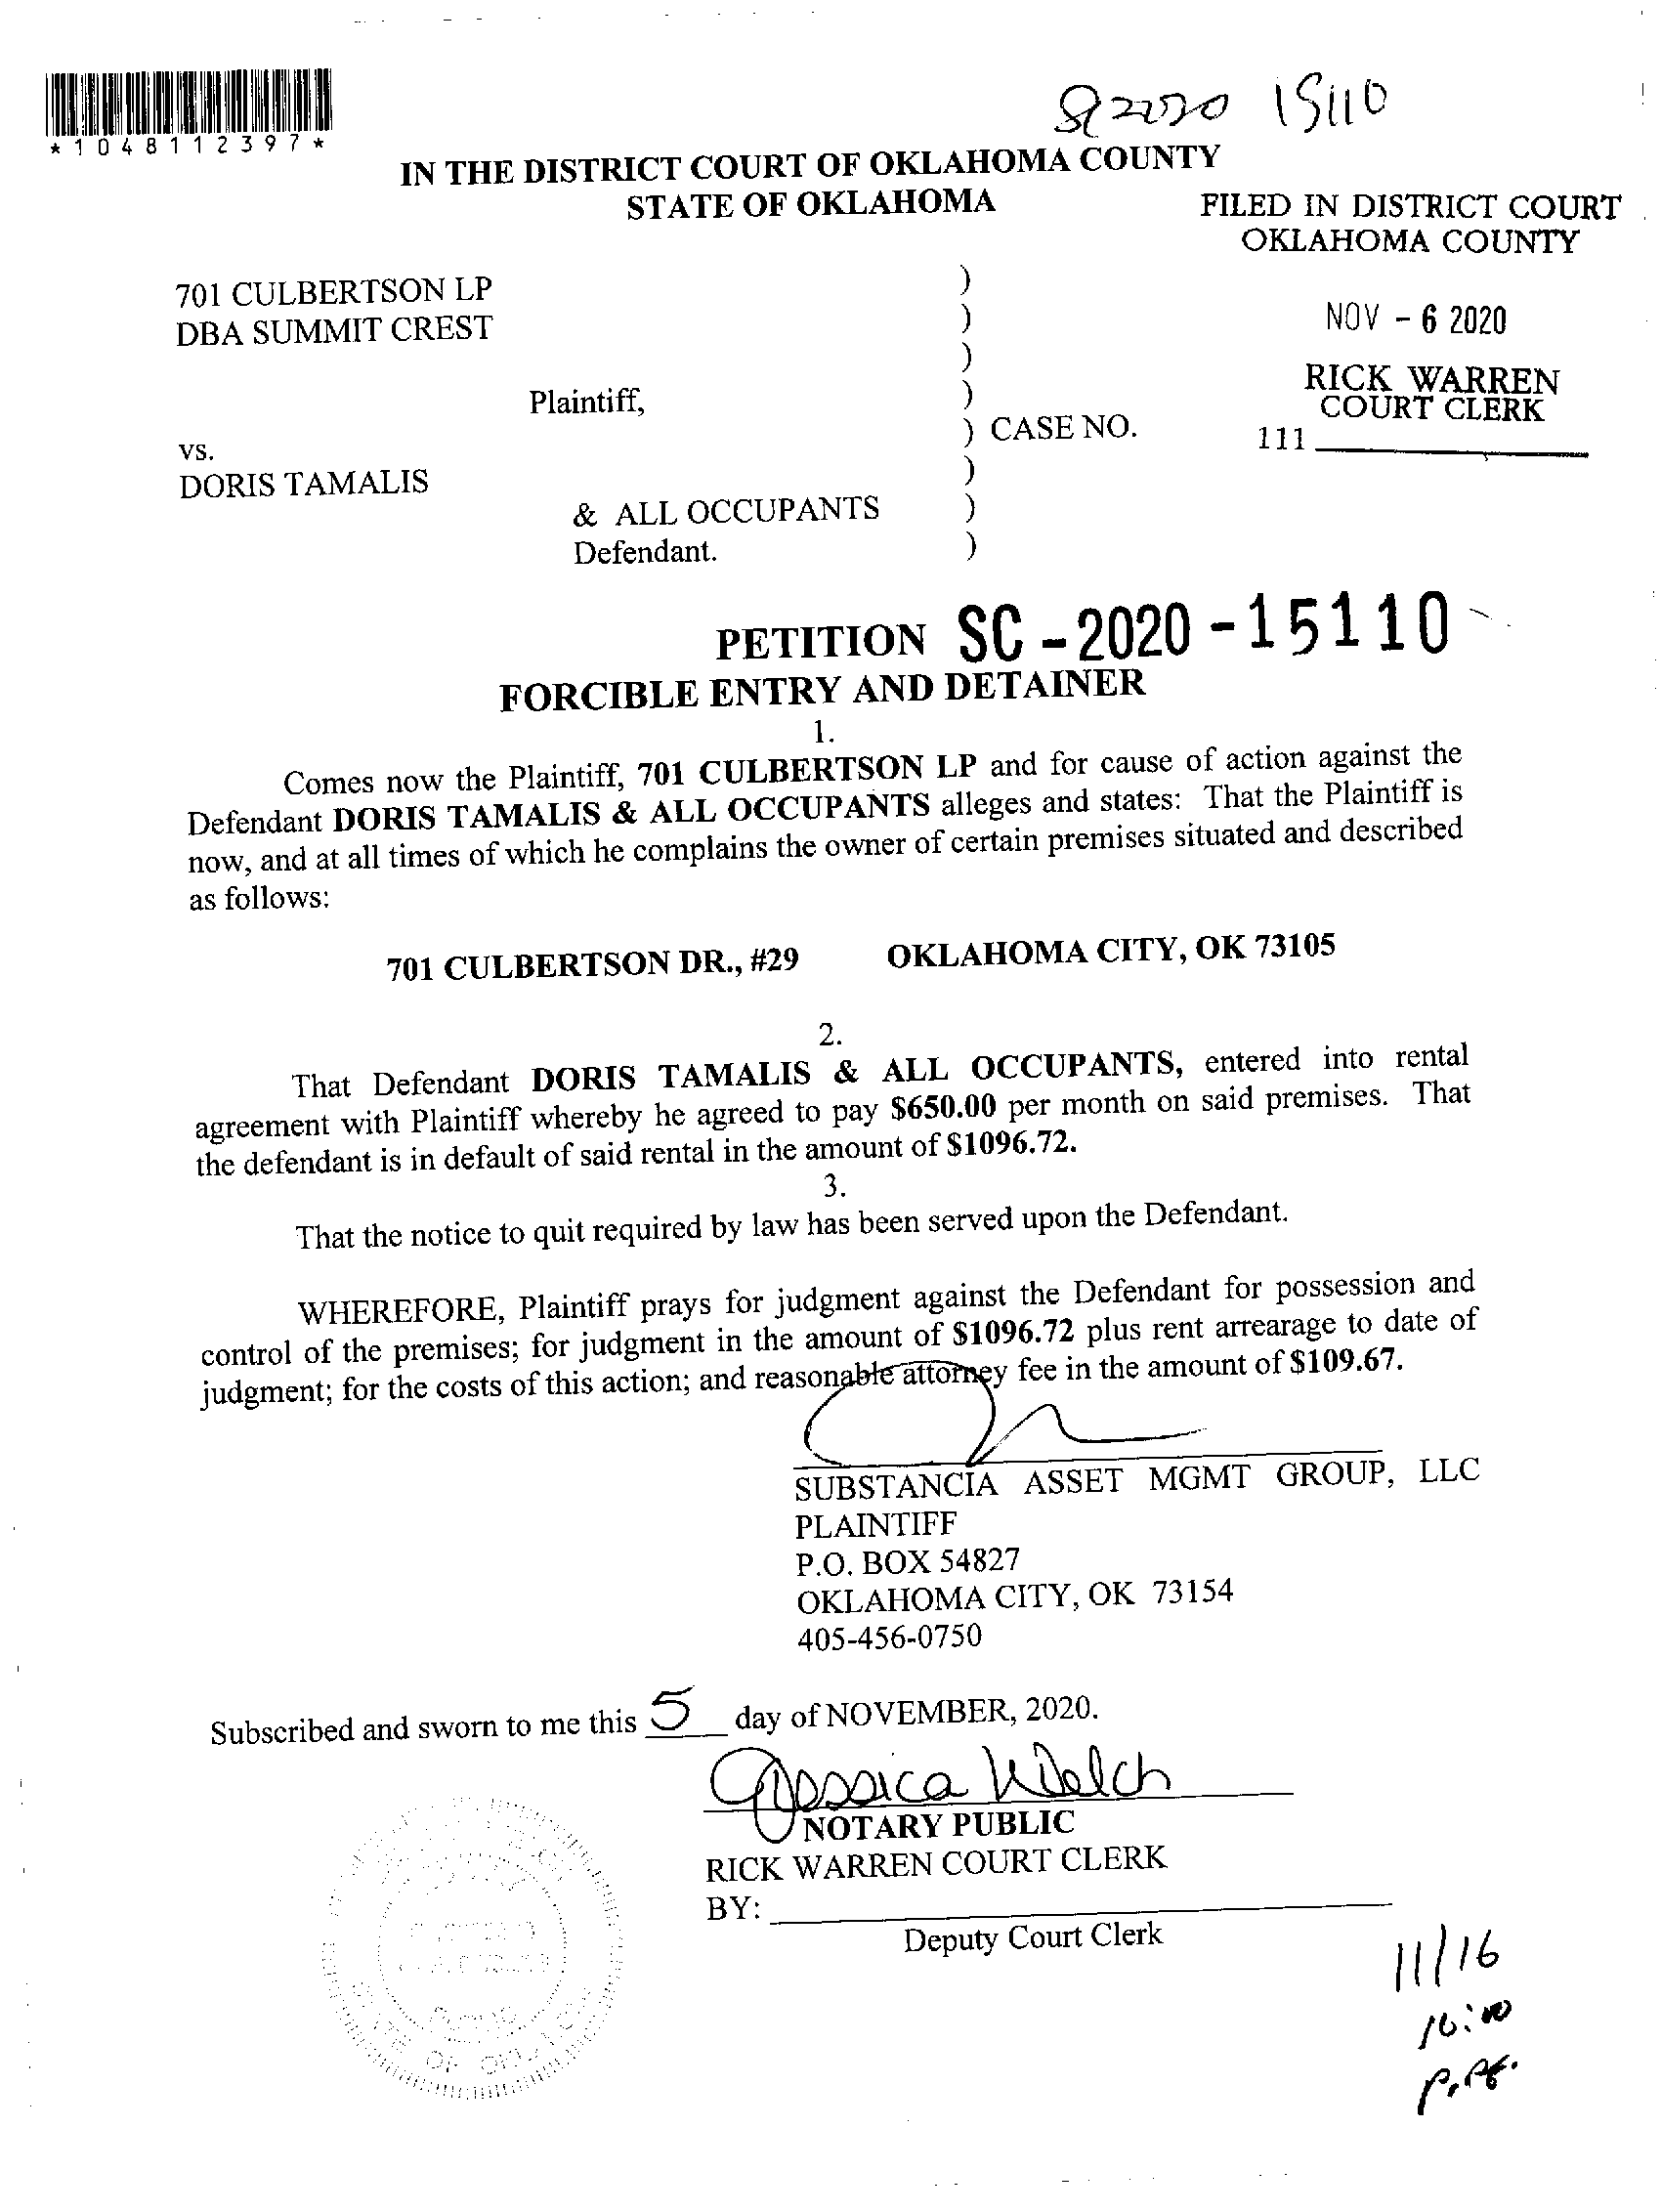 *1048112397*
SC 2020 15110
IN THE DISTRICT COURT OF OKLAHOMA COUNTY
STATE OF OKLAHOMA
FILED IN DISTRICT COURT
OKLAHOMA COUNTY
701 CULBERTSON LP )
DBA SUMMIT CREST )
NOV - 6 2020
)
Plaintiff, )
RICK WARREN
COURT CLERK
vs. ) CASE NO.
111
DORIS TAMALIS )
& ALL OCCUPANTS )
Defendant. )
PETITION SC - 2020 - 15110
FORCIBLE ENTRY AND DETAINER
1.
Comes now the Plaintiff, 701 CULBERTSON LP and for cause of action against the
Defendant DORIS TAMALIS & ALL OCCUPANTS alleges and states: That the Plaintiff is
now, and at all times of which he complains the owner of certain premises situated and described
as follows:
701 CULBERTSON DR., #29 OKLAHOMA CITY, OK 73105
2.
That Defendant DORIS TAMALIS & ALL OCCUPANTS, entered into rental
agreement with Plaintiff whereby he agreed to pay $650.00 per month on said premises. That
the defendant is in default of said rental in the amount of $1096.72.
3.
That the notice to quit required by law has been served upon the Defendant.
WHEREFORE, Plaintiff prays for judgment against the Defendant for possession and
control of the premises; for judgment in the amount of $1096.72 plus rent arrearage to date of
judgment; for the costs of this action; and reasonable attorney fee in the amount of $109.67.
SUBSTANCIA ASSET MGMT GROUP, LLC
PLAINTIFF
P.O. BOX 54827
OKLAHOMA CITY, OK 73154
405-456-0750
Subscribed and sworn to me this 5 day of NOVEMBER, 2020.
Jessica Welch
NOTARY PUBLIC
RICK WARREN COURT CLERK
BY:
Deputy Court Clerk
11/16
10:00